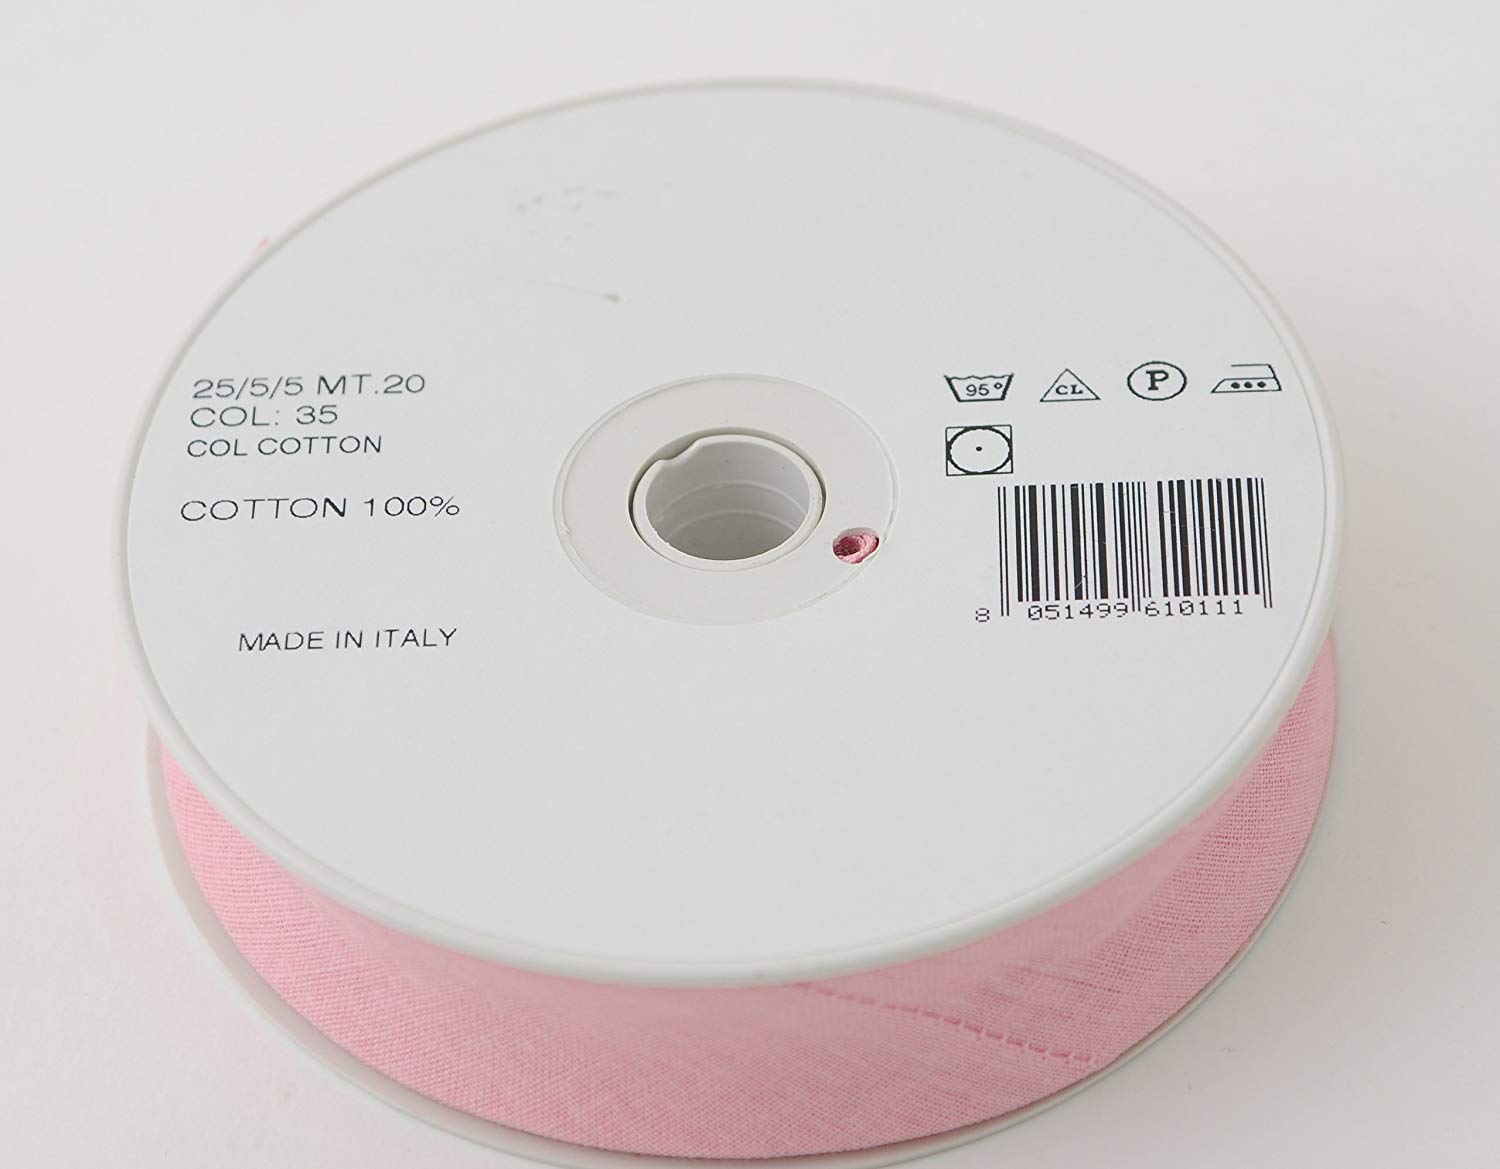 25/5/5 MT.20
COL: 35
COL COTTON
COTTON 100%
MADE IN ITALY
95° CL P
8 051499 610111